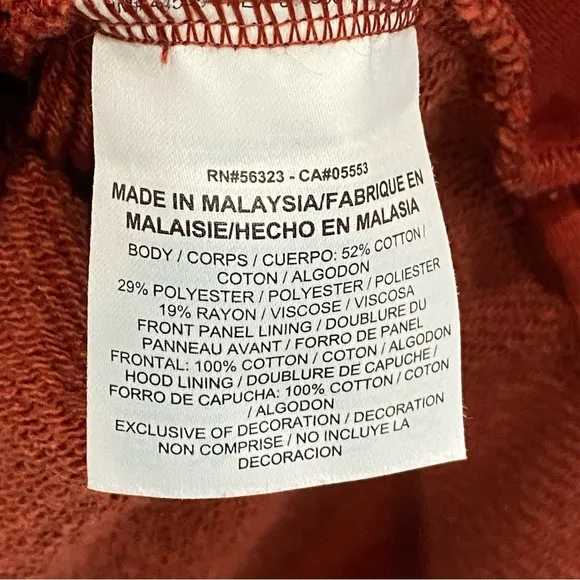 RN#56323 - CA#05553
MADE IN MALAYSIA/FABRIQUE EN
MALAISIE/HECHO EN MALASIA
BODY / CORPS / CUERPO: 52% COTTON /
COTON / ALGODON
29% POLYESTER / POLYESTER / POLIESTER
19% RAYON / VISCOSE / VISCOSA
FRONT PANEL LINING / DOUBLURE DU
PANNEAU AVANT / FORRO DE PANEL
FRONTAL: 100% COTTON / COTON / ALGODON
HOOD LINING / DOUBLURE DE CAPUCHE /
FORRO DE CAPUCHA: 100% COTTON / COTON
/ ALGODON
EXCLUSIVE OF DECORATION / DECORATION
NON COMPRISE / NO INCLUYE LA
DECORACION